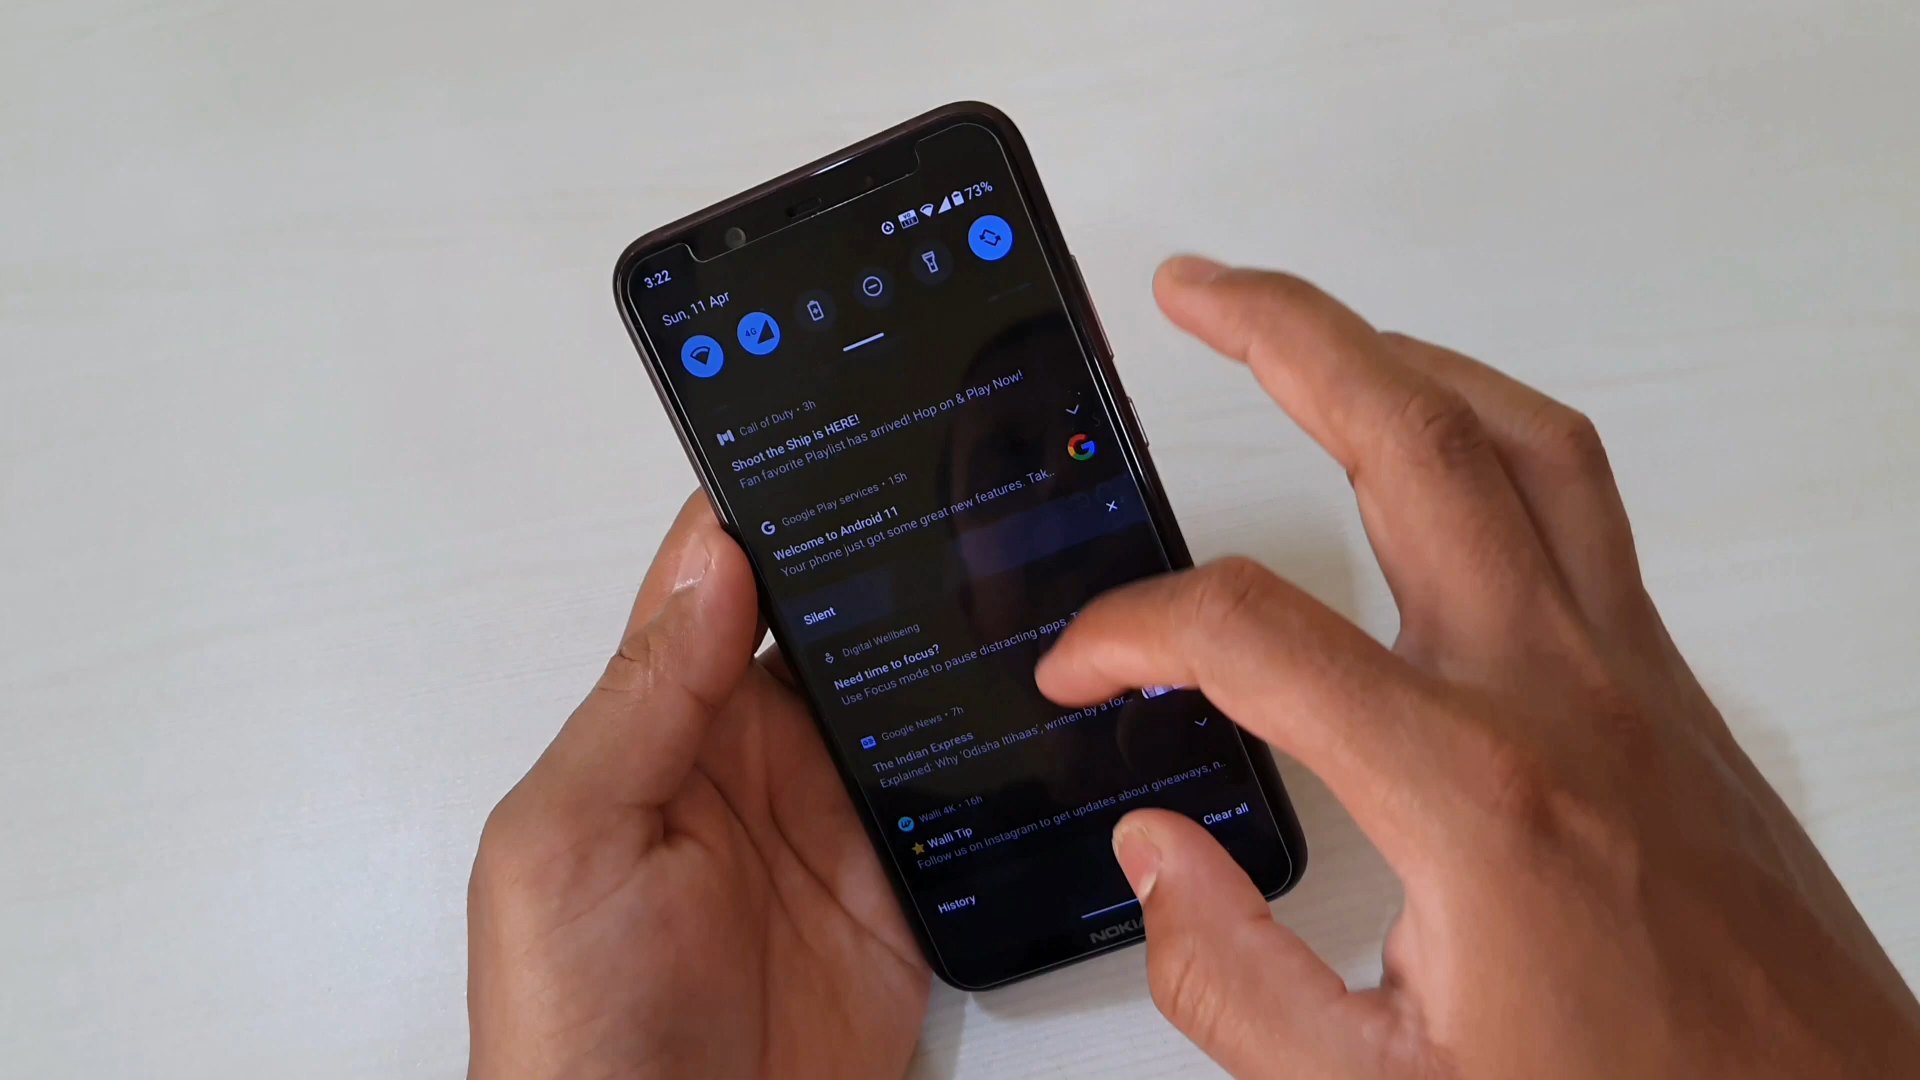 73%
3:22
Sun, 11 Apr
4G
Call of Duty • 3h
Shoot the Ship is HERE!
Fan favorite Playlist has arrived! Hop on & Play Now!
Google Play services • 15h
Welcome to Android 11
Your phone just got some great new features. Tak..
Silent
Digital Wellbeing
Need time to focus?
Use Focus mode to pause distracting apps.
Google News • 7h
The Indian Express
Explained: Why 'Odisha Itihaas', written by a for...
Walli 4K • 16h
Walli Tip
Follow us on Instagram to get updates about giveaways, n..
Clear all
History
NOKIA